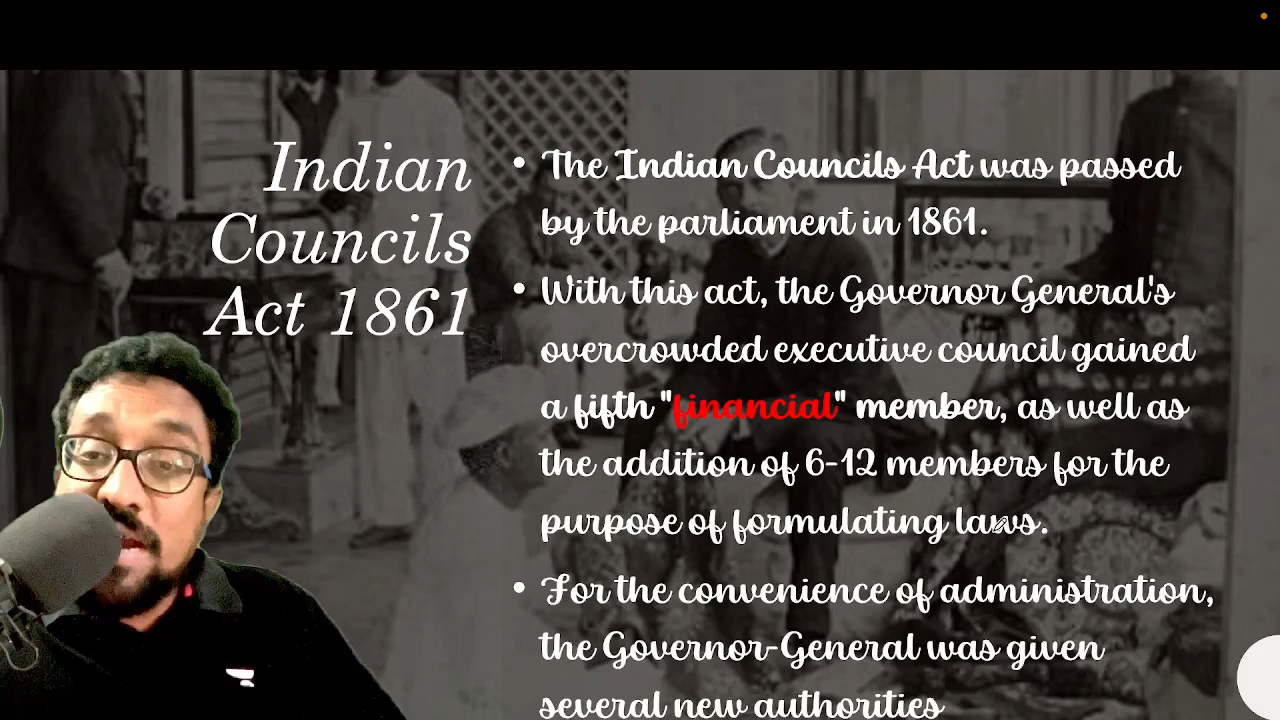 Indian
Councils
Act 1861
• The Indian Councils Act was passed
by the parliament in 1861.
• With this act, the Governor General's
overcrowded executive council gained
a fifth "financial" member, as well as
the addition of 6-12 members for the
purpose of formulating laws.
• For the convenience of administration,
the Governor-General was given
several new authorities